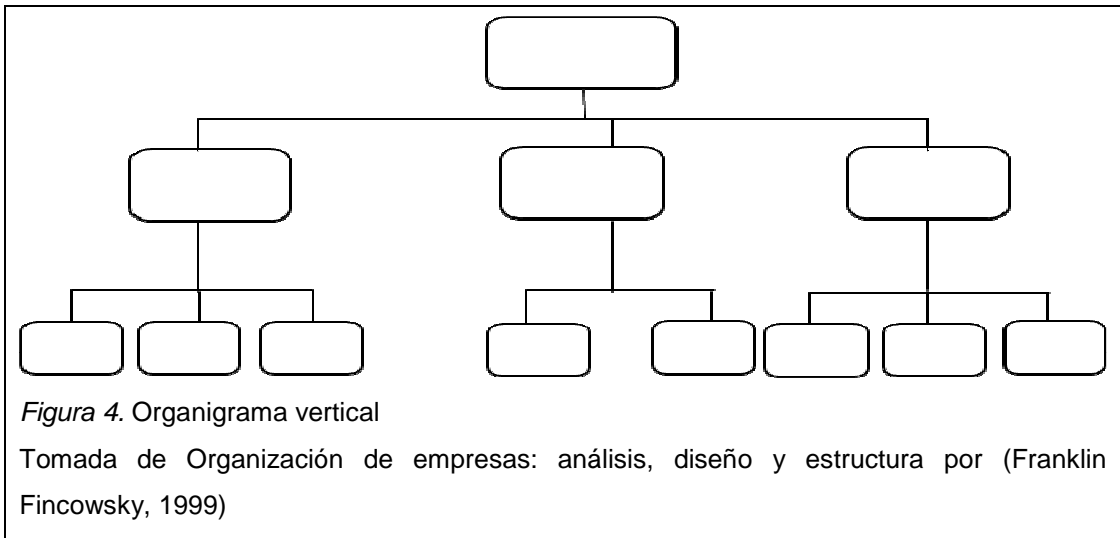 Figura 4. Organigrama vertical
Tomada de Organización de empresas: análisis, diseño y estructura por (Franklin
Fincowsky, 1999)